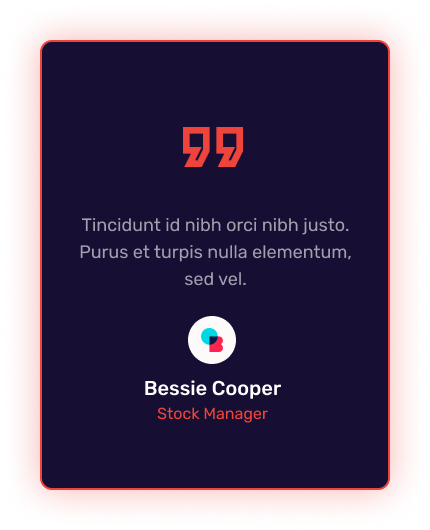 Tincidunt id nibh orci nibh justo.
Purus et turpis nulla elementum,
sed vel.
Bessie Cooper
Stock Manager